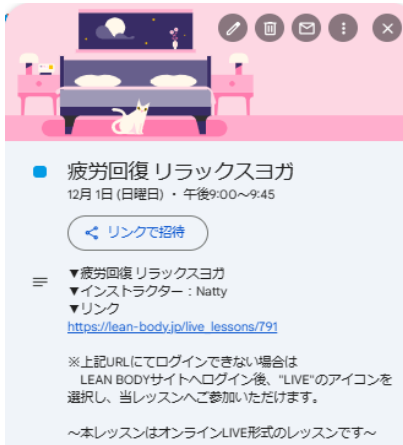 疲労回復 リラックスヨガ
12月 1日 (日曜日) · 午後9:00～9:45
リンクで招待
▼疲労回復 リラックスヨガ
▼インストラクター：Natty
▼リンク
https://lean-body.jp/live_lessons/791
※上記URLにてログインできない場合は
LEAN BODYサイトへログイン後、"LIVE"のアイコンを
選択し、当レッスンへご参加いただけます。
～本レッスンはオンラインLIVE形式のレッスンです～